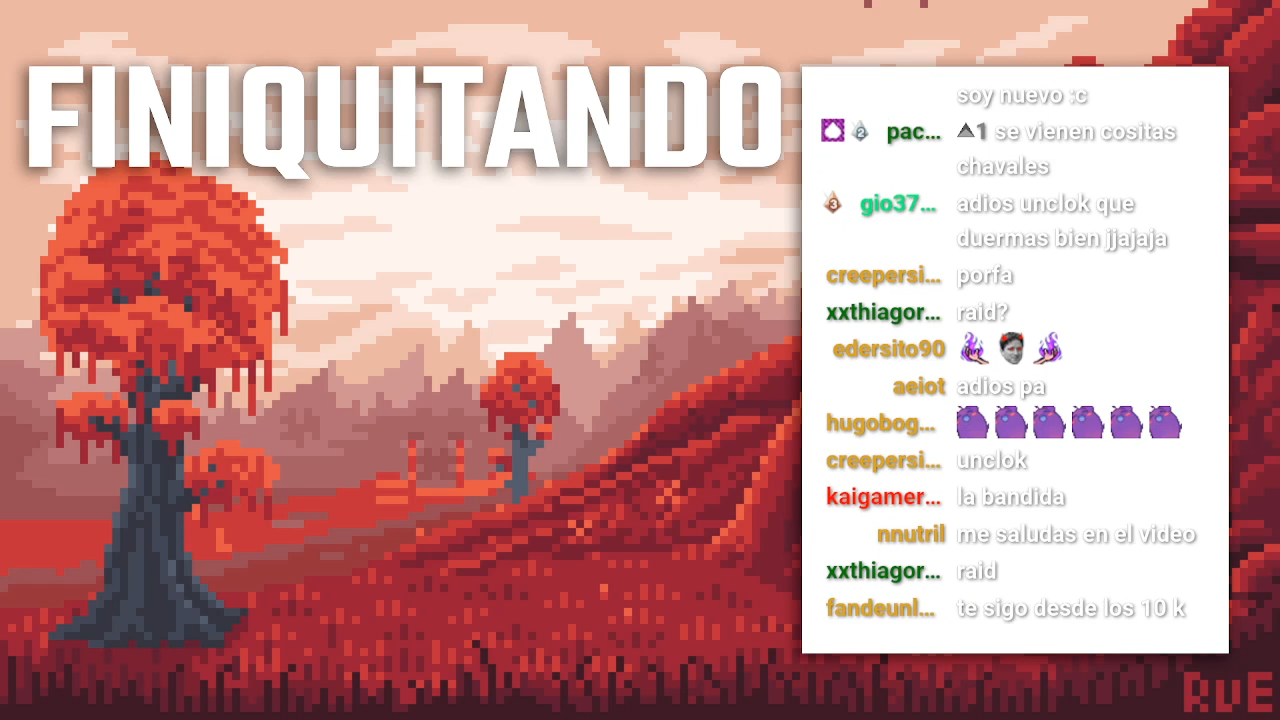 FINIQUITANDO
soy nuevo :c
2 pac... 1 se vienen cositas
chavales
3 gio37... adios unclok que
duermas bien jjajaja
creepersi... porfa
xxthiagor... raid?
edersito90
aeiot adios pa
hugobog...
creepersi... unclok
kaigamer... la bandida
nnutril me saludas en el video
xxthiagor... raid
fandeunl... te sigo desde los 10 k
RUE